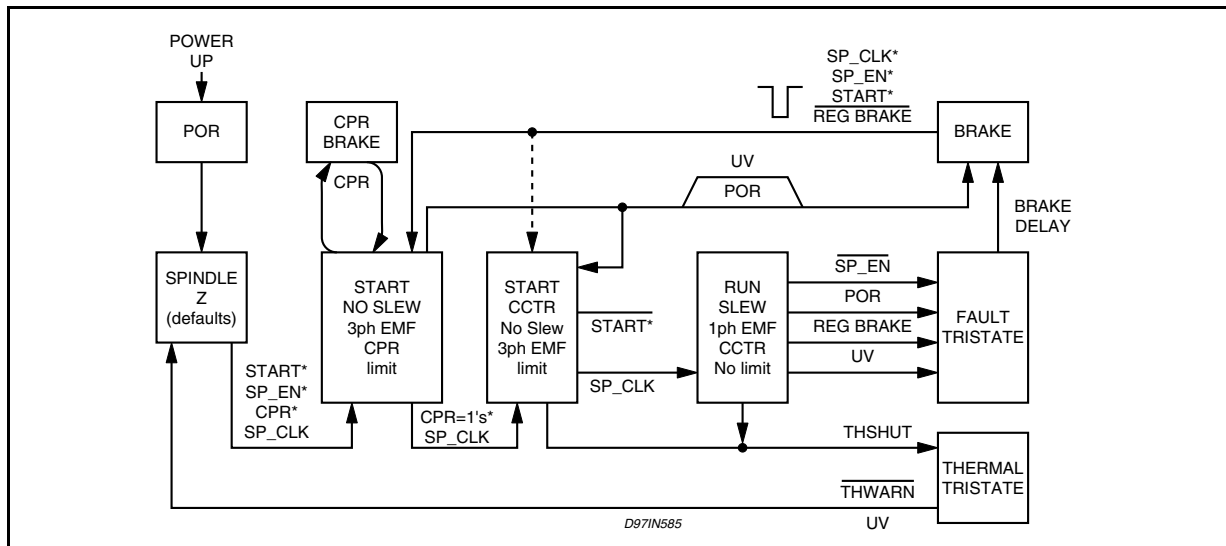 POWER
UP
POR
SPINDLE
Z
(defaults)
START*
SP_EN*
CPR*
SP_CLK
CPR
BRAKE
CPR
START
NO SLEW
3ph EMF
CPR
limit
CPR=1's*
SP_CLK
START
CCTR
No Slew
3ph EMF
limit
START*
SP_CLK
SP_CLK*
SP_EN*
START*
REG BRAKE
UV
POR
RUN
SLEW
1ph EMF
CCTR
No limit
BRAKE
BRAKE
DELAY
SP_EN
POR
REG BRAKE
UV
FAULT
TRISTATE
THSHUT
THWARN
UV
THERMAL
TRISTATE
D97IN585